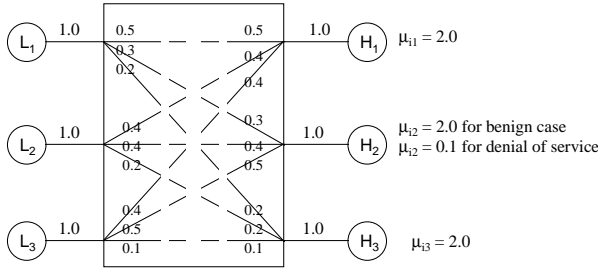 L1 1.0 0.5 0.5 1.0 H1 μi1 = 2.0
0.3 0.4
0.2 0.4
L2 1.0 0.4 0.3 1.0 H2 μi2 = 2.0 for benign case
0.4 0.4 μi2 = 0.1 for denial of service
0.2 0.5
L3 1.0 0.4 0.2 1.0 H3 μi3 = 2.0
0.5 0.2
0.1 0.1